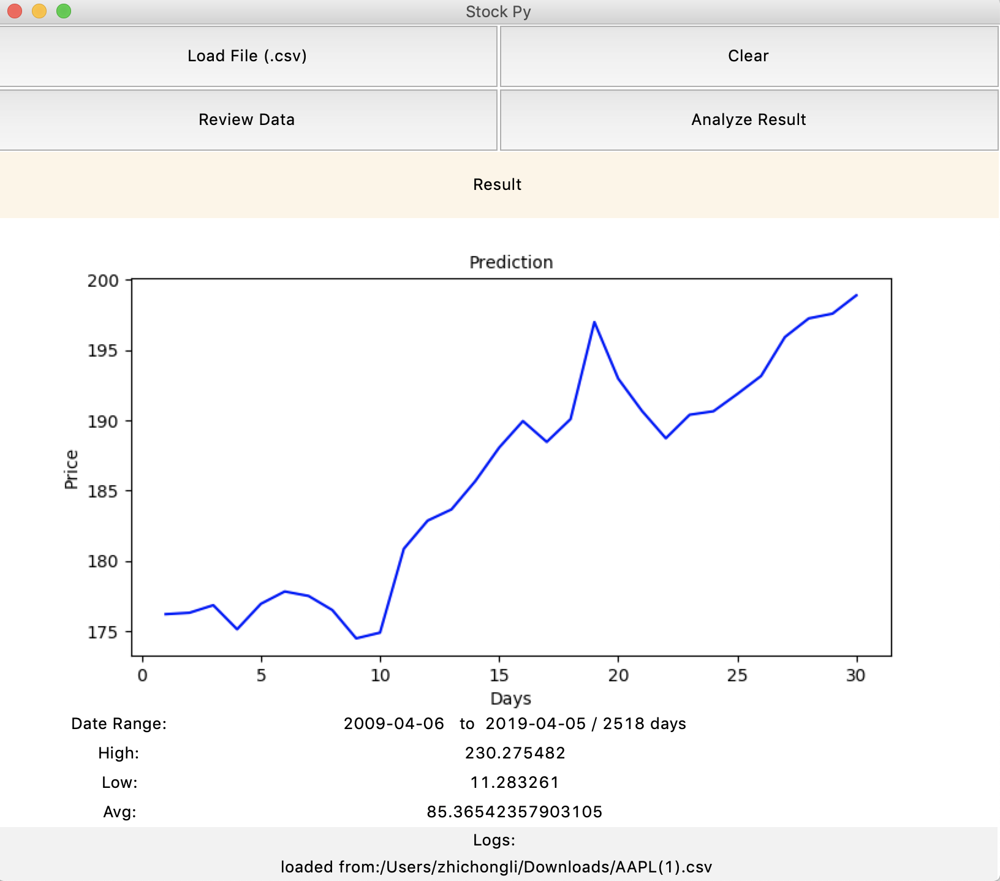 Stock Py
Load File (.csv)
Clear
Review Data
Analyze Result
Result
Prediction
200
195
190
185
180
175
Price
0 5 10 15 20 25 30
Days
Date Range: 2009-04-06 to 2019-04-05 / 2518 days
High: 230.275482
Low: 11.283261
Avg: 85.36542357903105
Logs:
loaded from:/Users/zhichongli/Downloads/AAPL(1).csv